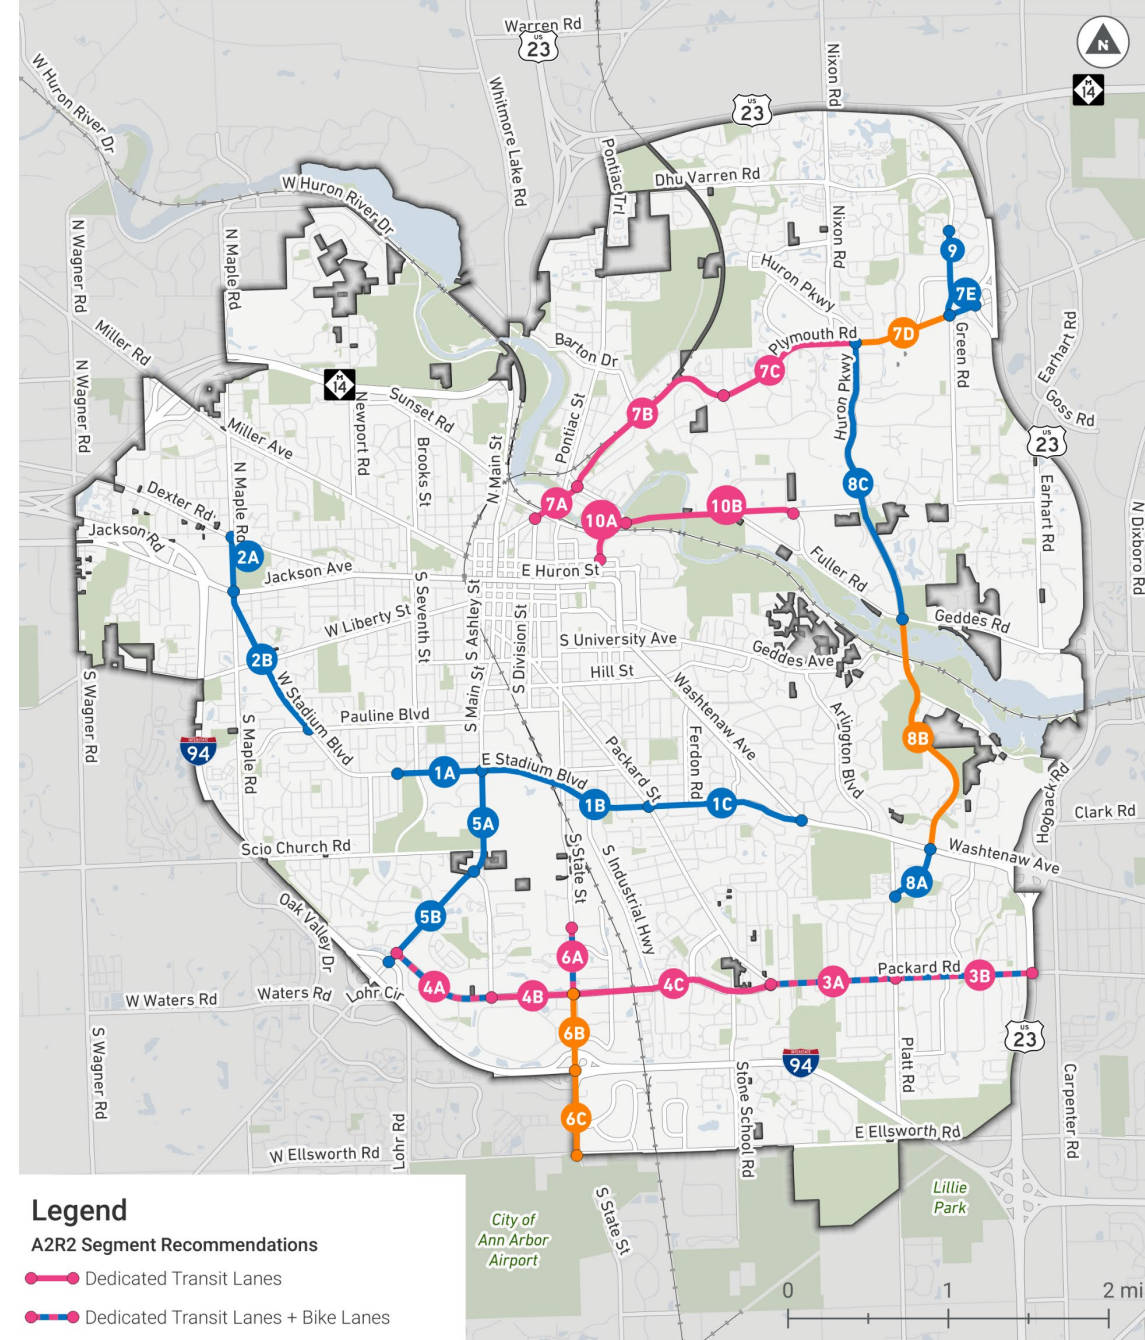 Warren Rd
US
23
N
M
14
W Huron River Dr
Whitmore Lake Rd
Nixon Rd
US
23
Pontiac Trl
Dhu Varren Rd
W Huron River Dr
N Wagner Rd
N Maple Rd
Nixon Rd
9
Huron Pkwy
7E
Miller Rd
Barton Dr
Plymouth Rd
7D
Green Rd
Earhart Rd
N Wagner Rd
M
14
Newport Rd
Sunset Rd
7C
Huron Pkwy
Goss Rd
Miller Ave
Brooks St
N Main St
Pontiac St
7B
US
23
Dexter Rd
N Maple Rd
8C
Earhart Rd
Jackson Rd
7A
10A
10B
N Dixboro Rd
2A
Jackson Ave
E Huron St
Fuller Rd
W Liberty St
S Seventh St
S Ashley St
S Division St
S University Ave
Geddes Rd
2B
Geddes Ave
Hill St
S Wagner Rd
W Stadium Blvd
S Main St
Washtenaw Ave
Pauline Blvd
S Maple Rd
Ferdon Rd
Arlington Blvd
8B
INTERSTATE
94
1A
E Stadium Blvd
Packard St
Hogback Rd
1B
1C
Clark Rd
5A
Scio Church Rd
S State St
S Industrial Hwy
Washtenaw Ave
8A
Oak Valley Dr
5B
6A
Packard Rd
4A
4B
4C
3A
3B
W Waters Rd
Waters Rd
Lohr Cir
6B
US
23
S Wagner Rd
INTERSTATE
94
Platt Rd
Stone School Rd
Carpenter Rd
6C
Lohr Rd
W Ellsworth Rd
E Ellsworth Rd
S State St
City of
Ann Arbor
Airport
Lillie
Park
Legend
A2R2 Segment Recommendations
Dedicated Transit Lanes
Dedicated Transit Lanes + Bike Lanes
0 1 2 mi